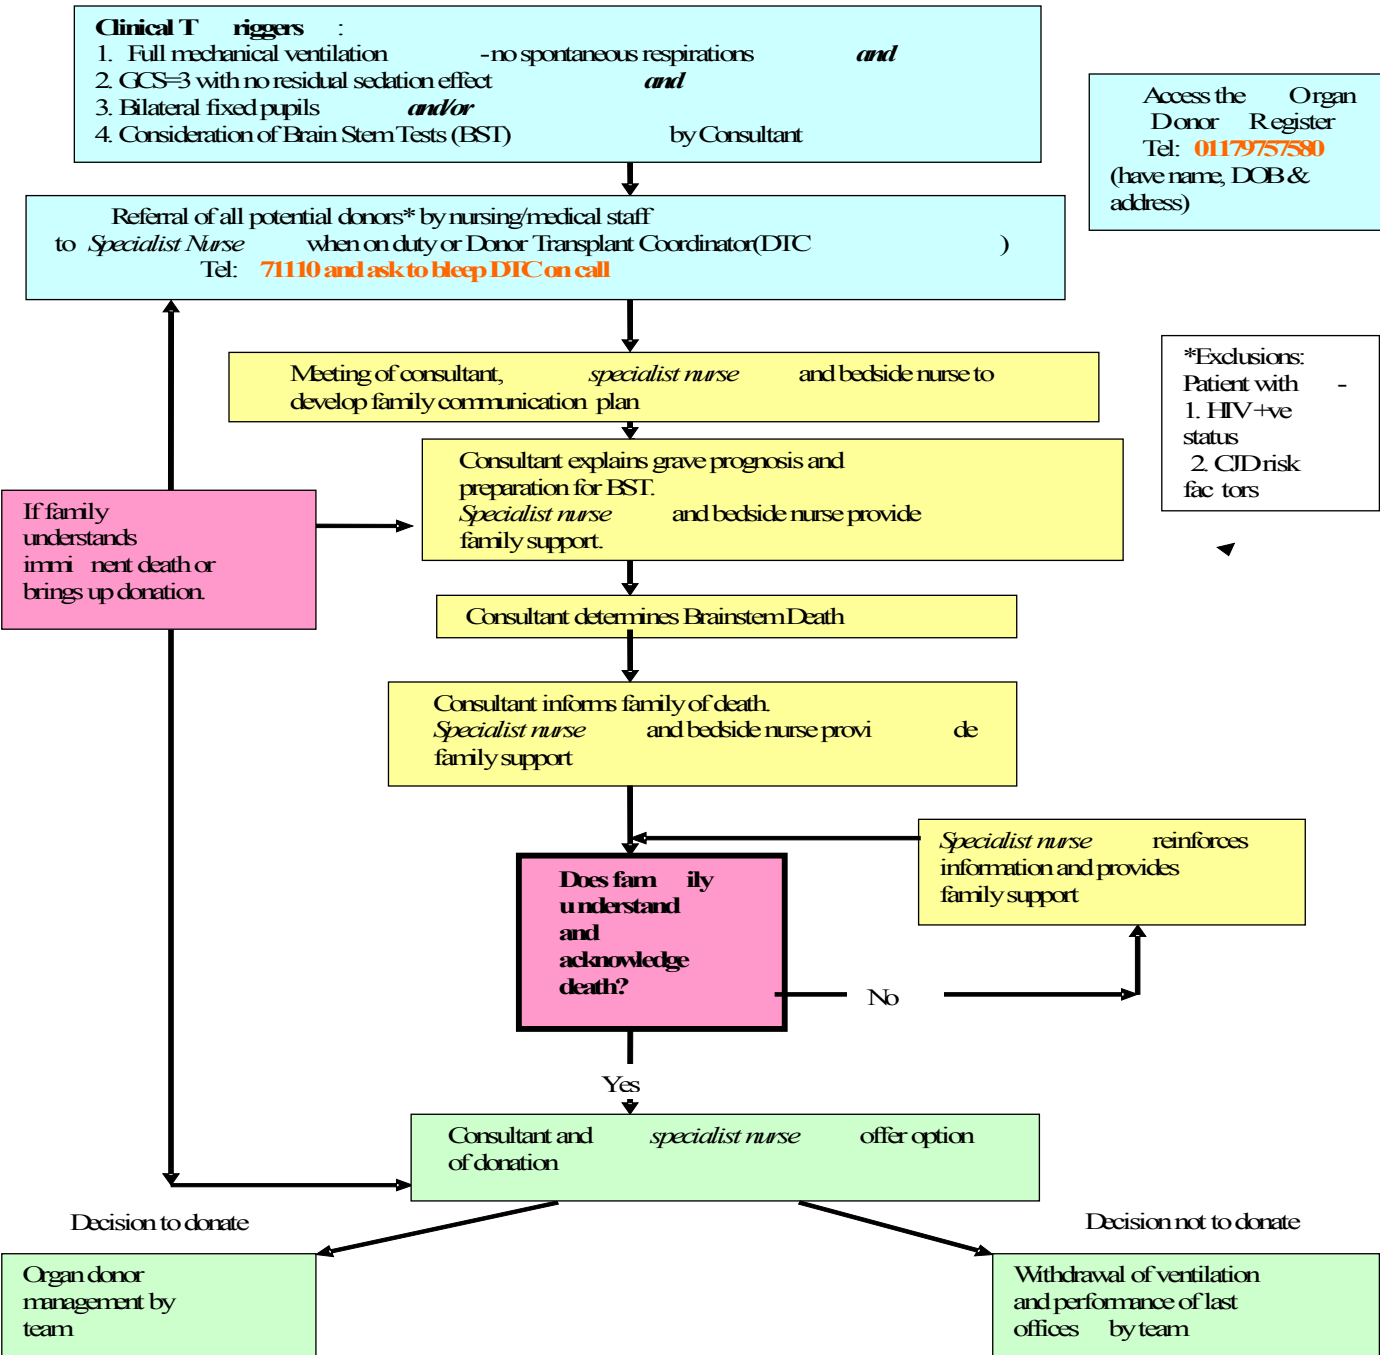 Clinical Triggers :
1. Full mechanical ventilation -no spontaneous respirations and
2. GCS=3 with no residual sedation effect and
3. Bilateral fixed pupils and/or
4. Consideration of Brain Stem Tests (BST) by Consultant
Access the Organ
Donor Register
Tel: 01179757580
(have name, DOB &
address)
Referral of all potential donors* by nursing/medical staff
to Specialist Nurse when on duty or Donor Transplant Coordinator(DTC )
Tel: 71110 and ask to bleep DTC on call
Meeting of consultant, specialist nurse and bedside nurse to
develop family communication plan
*Exclusions:
Patient with -
1. HIV +ve
status
2. CJD risk
fac tors
Consultant explains grave prognosis and
preparation for BST.
Specialist nurse and bedside nurse provide
family support.
If family
understands
immi nent death or
brings up donation.
Consultant determines Brainstem Death
Consultant informs family of death.
Specialist nurse and bedside nurse provi de
family support
Specialist nurse reinforces
information and provides
family support
Does fam ily
understand
and
acknowledge
death?
No
Yes
Consultant and specialist nurse offer option
of donation
Decision to donate
Decision not to donate
Organ donor
management by
team
Withdrawal of ventilation
and performance of last
offices by team